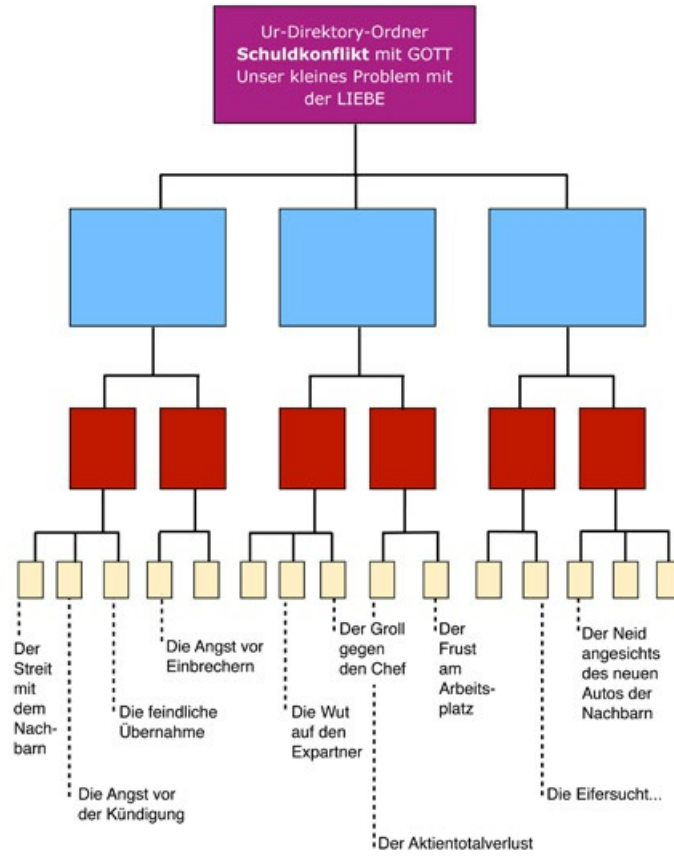 Ur-Direktory-Ordner
Schuldkonflikt mit GOTT
Unser kleines Problem mit
der LIEBE
Der
Streit
mit
dem
Nach-
barn
Die Angst vor
der Kündigung
Die feindliche
Übernahme
Die Angst vor
Einbrechern
Die Wut
auf den
Expartner
Der Groll
gegen
den Chef
Der Aktientotalverlust
Der
Frust
am
Arbeits-
platz
Die Eifersucht...
Der Neid
angesichts
des neuen
Autos der
Nachbarn